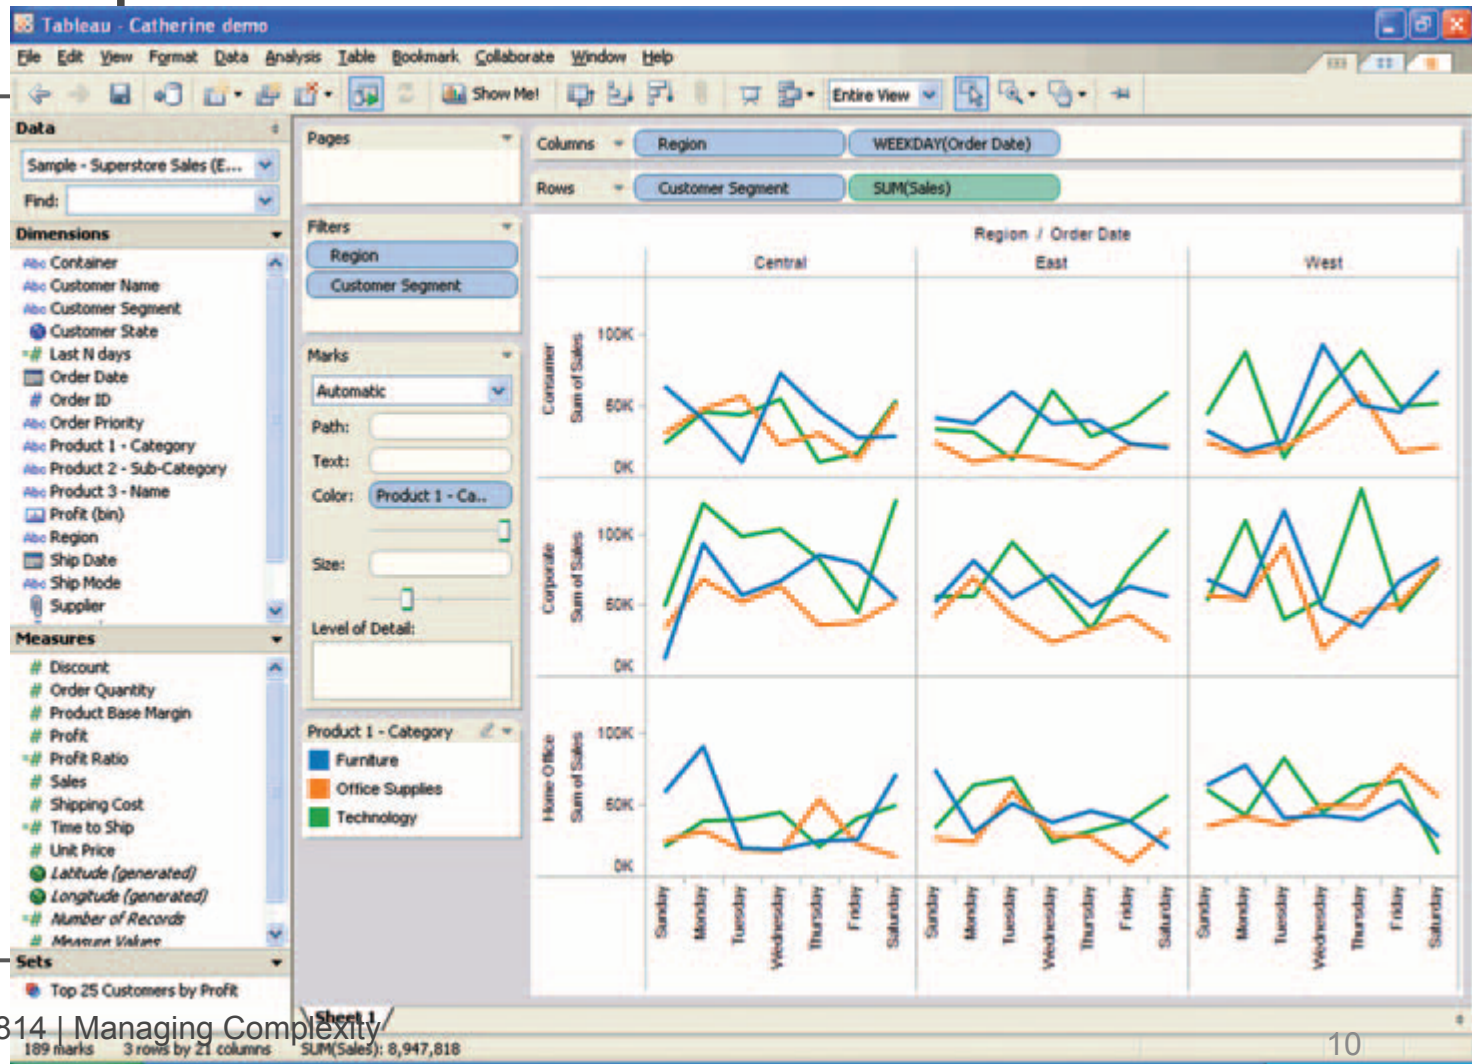 Tableau - Catherine demo
File Edit View Format Data Analysis Table Bookmark Collaborate Window Help
Show Me! Entire View
Data
Sample - Superstore Sales (E...
Find:
Dimensions
Abc Container
Abc Customer Name
Abc Customer Segment
Customer State
=# Last N days
Order Date
# Order ID
Abc Order Priority
Abc Product 1 - Category
Abc Product 2 - Sub-Category
Abc Product 3 - Name
Profit (bin)
Abc Region
Ship Date
Abc Ship Mode
Supplier
Measures
# Discount
# Order Quantity
# Product Base Margin
# Profit
=# Profit Ratio
# Sales
# Shipping Cost
=# Time to Ship
# Unit Price
Latitude (generated)
Longitude (generated)
=# Number of Records
# Measure Values
Sets
Top 25 Customers by Profit
Pages
Filters
Region
Customer Segment
Marks
Automatic
Path:
Text:
Color: Product 1 - Ca..
Size:
Level of Detail:
Product 1 - Category
Furniture
Office Supplies
Technology
Columns Region WEEKDAY(Order Date)
Rows Customer Segment SUM(Sales)
Region / Order Date
Central East West
Consumer
Sum of Sales
100K
50K
0K
Corporate
Sum of Sales
100K
50K
0K
Home Office
Sum of Sales
100K
50K
0K
Sunday Monday Tuesday Wednesday Thursday Friday Saturday Sunday Monday Tuesday Wednesday Thursday Friday Saturday Sunday Monday Tuesday Wednesday Thursday Friday Saturday
Sheet 1
814 | Managing Complexity
10
189 marks 3 rows by 21 columns SUM(Sales): 8,947,818